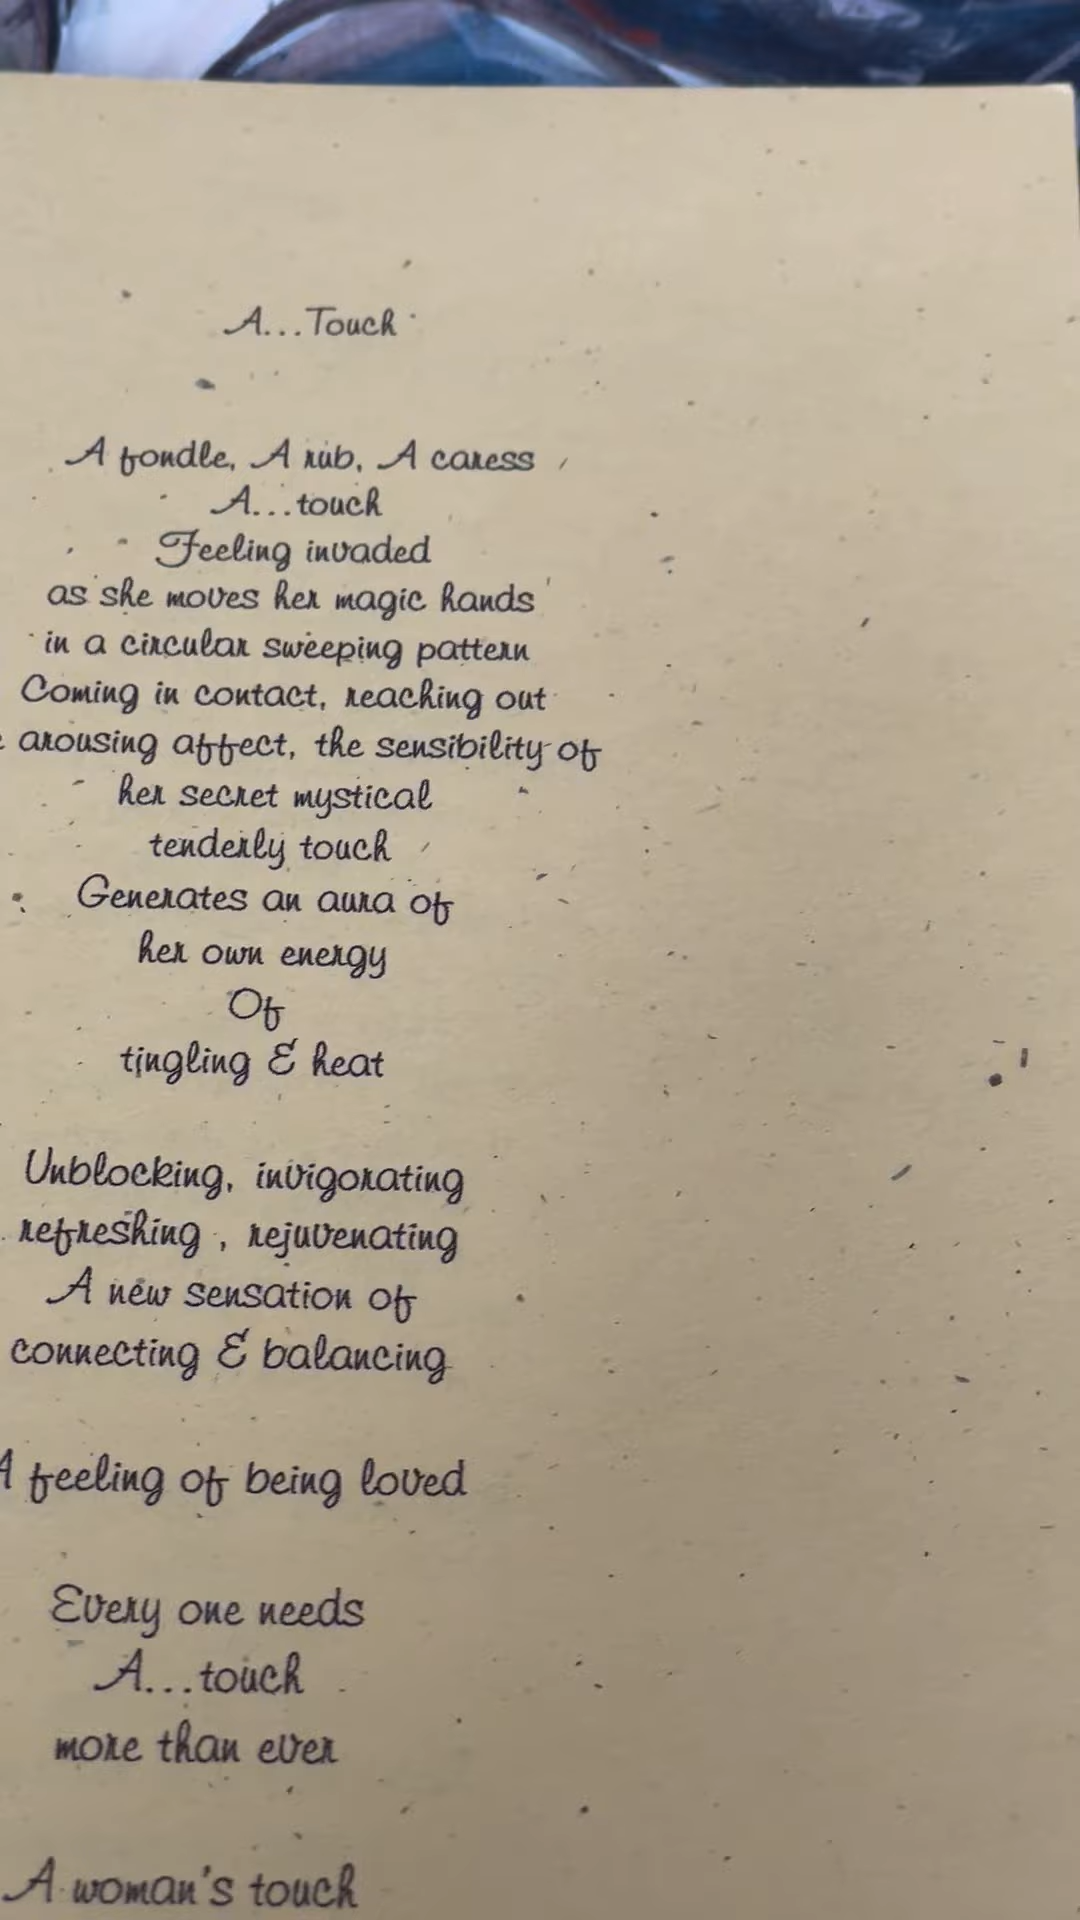 A...Touch
A fondle, A rub, A caress
A...touch
Feeling invaded
as she moves her magic hands
in a circular sweeping pattern
Coming in contact, reaching out
arousing affect, the sensibility of
her secret mystical
tenderly touch
Generates an aura of
her own energy
Of
tingling & heat
Unblocking, invigorating
refreshing , rejuvenating
A new sensation of
connecting & balancing
A feeling of being loved
Every one needs
A...touch
more than ever
A woman's touch